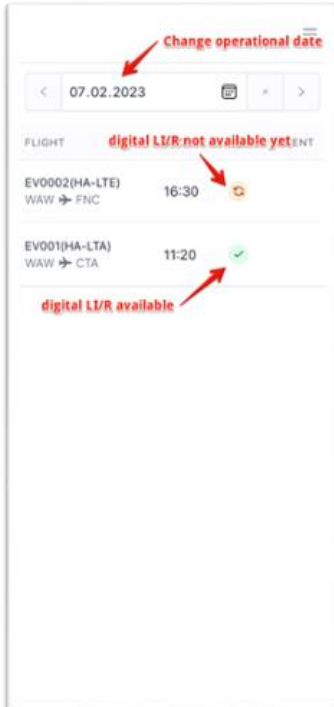 Change operational date
07.02.2023
FLIGHT digital LI/R not available yet ENT
EV0002(HA-LTE)
16:30
WAW ✈ FNC
EV001(HA-LTA)
11:20
WAW ✈ CTA
digital LI/R available